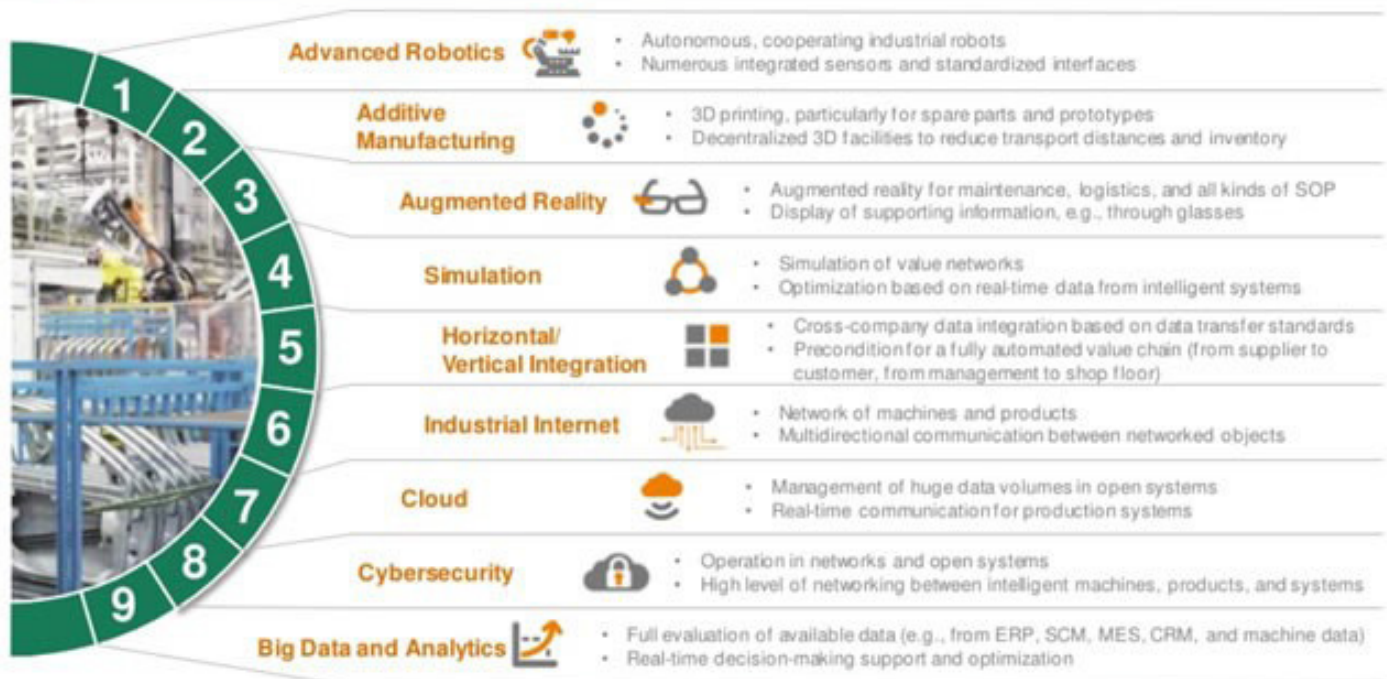 1
Advanced Robotics
• Autonomous, cooperating industrial robots
• Numerous integrated sensors and standardized interfaces
2
Additive
Manufacturing
• 3D printing, particularly for spare parts and prototypes
• Decentralized 3D facilities to reduce transport distances and inventory
3
Augmented Reality
• Augmented reality for maintenance, logistics, and all kinds of SOP
• Display of supporting information, e.g., through glasses
4
Simulation
• Simulation of value networks
• Optimization based on real-time data from intelligent systems
5
Horizontal/
Vertical Integration
• Cross-company data integration based on data transfer standards
• Precondition for a fully automated value chain (from supplier to
customer, from management to shop floor)
6
Industrial Internet
• Network of machines and products
• Multidirectional communication between networked objects
7
Cloud
• Management of huge data volumes in open systems
• Real-time communication for production systems
8
Cybersecurity
• Operation in networks and open systems
• High level of networking between intelligent machines, products, and systems
9
Big Data and Analytics
• Full evaluation of available data (e.g., from ERP, SCM, MES, CRM, and machine data)
• Real-time decision-making support and optimization